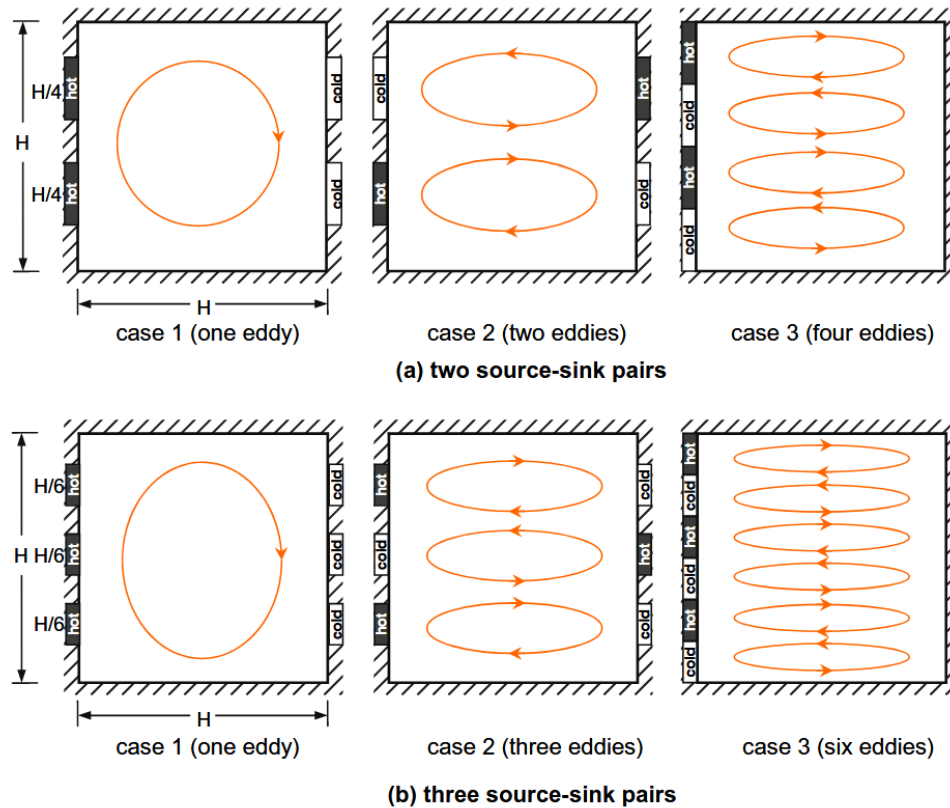 H
H/4
H/4
hot
hot
cold
cold
H
cold
hot
hot
cold
hot
cold
hot
cold
case 1 (one eddy)
case 2 (two eddies)
case 3 (four eddies)
(a) two source-sink pairs
H
H/6
H/6
H/6
hot
hot
hot
cold
cold
cold
H
hot
cold
hot
cold
hot
cold
hot
cold
hot
cold
hot
cold
case 1 (one eddy)
case 2 (three eddies)
case 3 (six eddies)
(b) three source-sink pairs